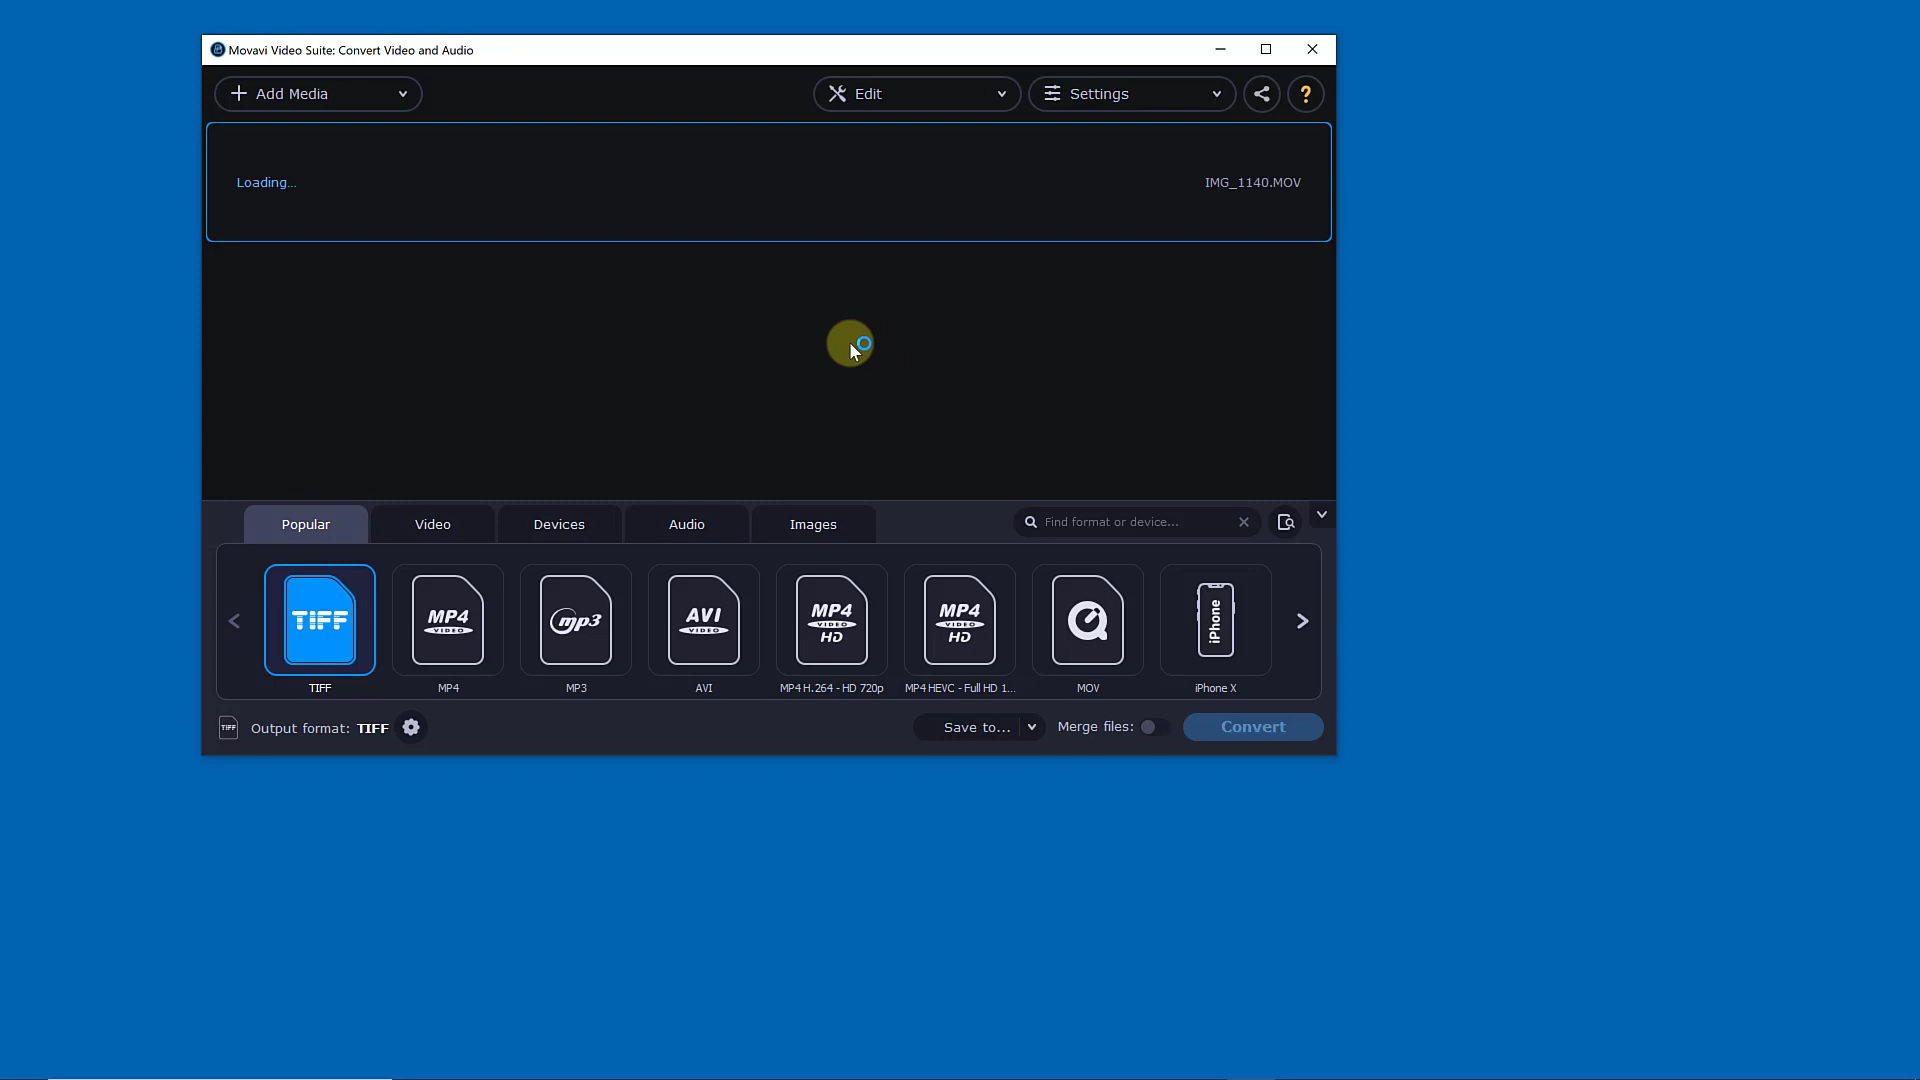 Movavi Video Suite: Convert Video and Audio
Add Media
Edit
Settings
?
Loading...
IMG_1140.MOV
Popular
Video
Devices
Audio
Images
Find format or device...
TIFF
MP4 VIDEO
mp3
AVI VIDEO
MP4 VIDEO HD
MP4 VIDEO HD
iPhone
TIFF
MP4
MP3
AVI
MP4 H.264 - HD 720p
MP4 HEVC - Full HD 1...
MOV
iPhone X
TIFF
Output format: TIFF
Save to...
Merge files:
Convert